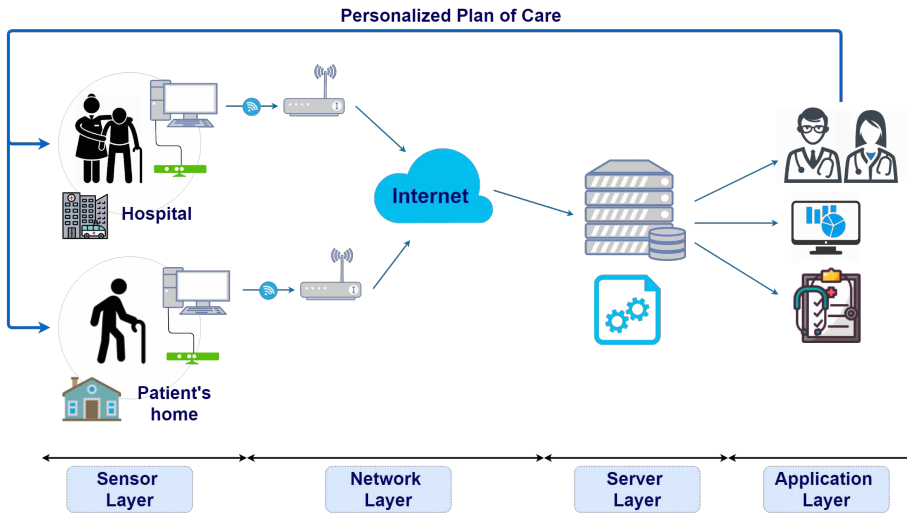 Personalized Plan of Care
Internet
Hospital
Patient's
home
Sensor
Layer
Network
Layer
Server
Layer
Application
Layer